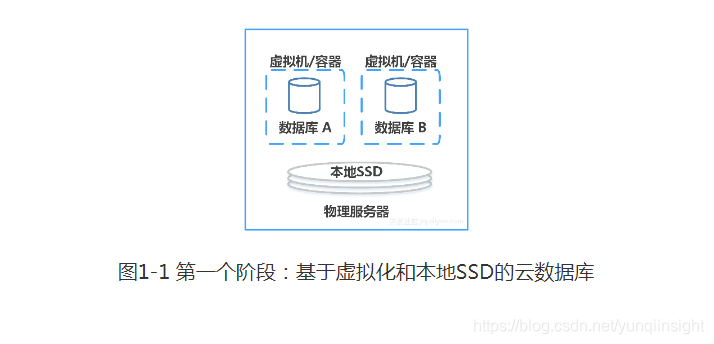 虚拟机/容器 虚拟机/容器
数据库 A 数据库 B
本地SSD
物理服务器
图1-1 第一个阶段：基于虚拟化和本地SSD的云数据库
https://blog.csdn.net/yunqiinsight